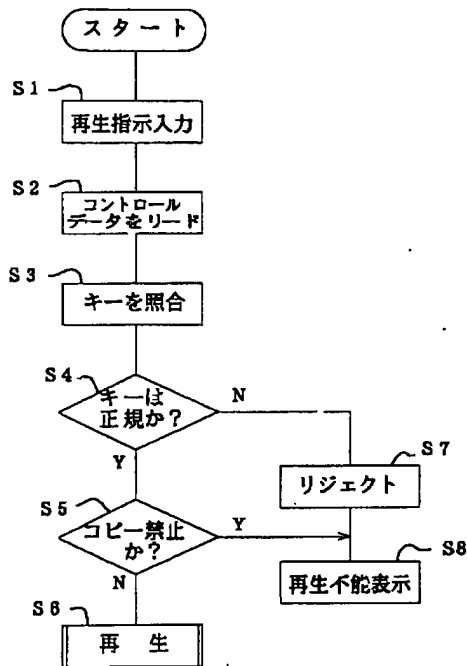 スタート
S1
再生指示入力
S2
コントロール
データをリード
S3
キーを照合
S4
キーは
正規か?
N
Y
S7
リジェクト
S5
コピー禁止
か?
Y
N
S8
再生不能表示
S6
再 生